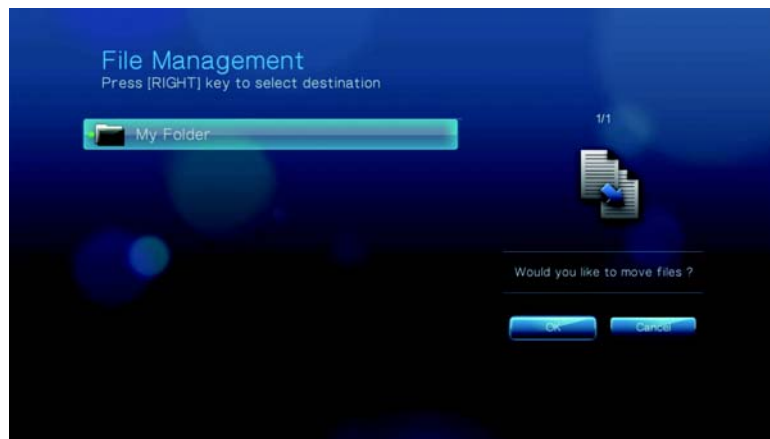 File Management
Press [RIGHT] key to select destination
My Folder
1/1
Would you like to move files ?
OK
Cancel